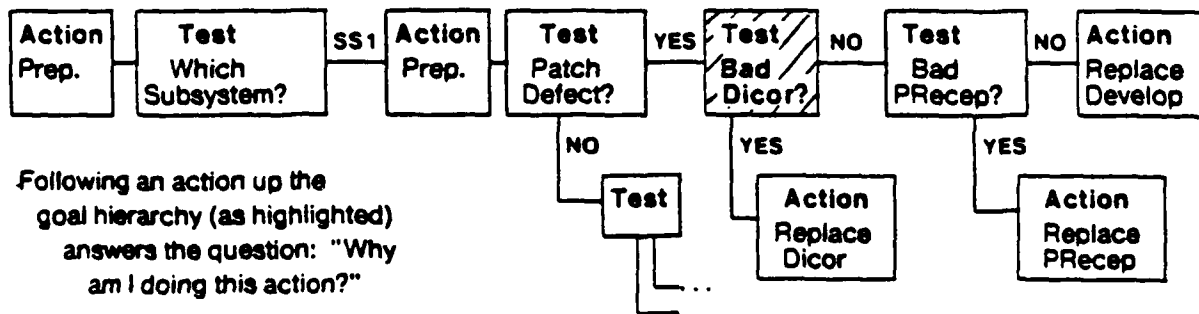 Action
Prep.
Test
Which
Subsystem?
SS1
Action
Prep.
Test
Patch
Defect?
YES
Test
Bad
Dicor?
NO
Test
Bad
PRecep?
NO
Action
Replace
Develop
NO
YES
YES
Test
...
Action
Replace
Dicor
Action
Replace
PRecep
Following an action up the
goal hierarchy (as highlighted)
answers the question: "Why
am I doing this action?"